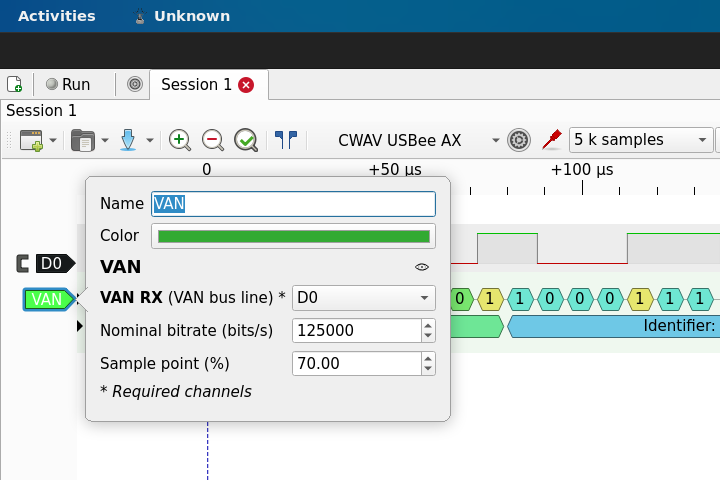 Activities Unknown
Run Session 1
Session 1
CWAV USBee AX 5 k samples
0 +50 µs +100 µs
Name VAN
Color
D0
VAN
VAN
VAN RX (VAN bus line) * D0
0 1 1 0 0 0 1 1 1
Nominal bitrate (bits/s) 125000
Identifier:
Sample point (%) 70.00
* Required channels